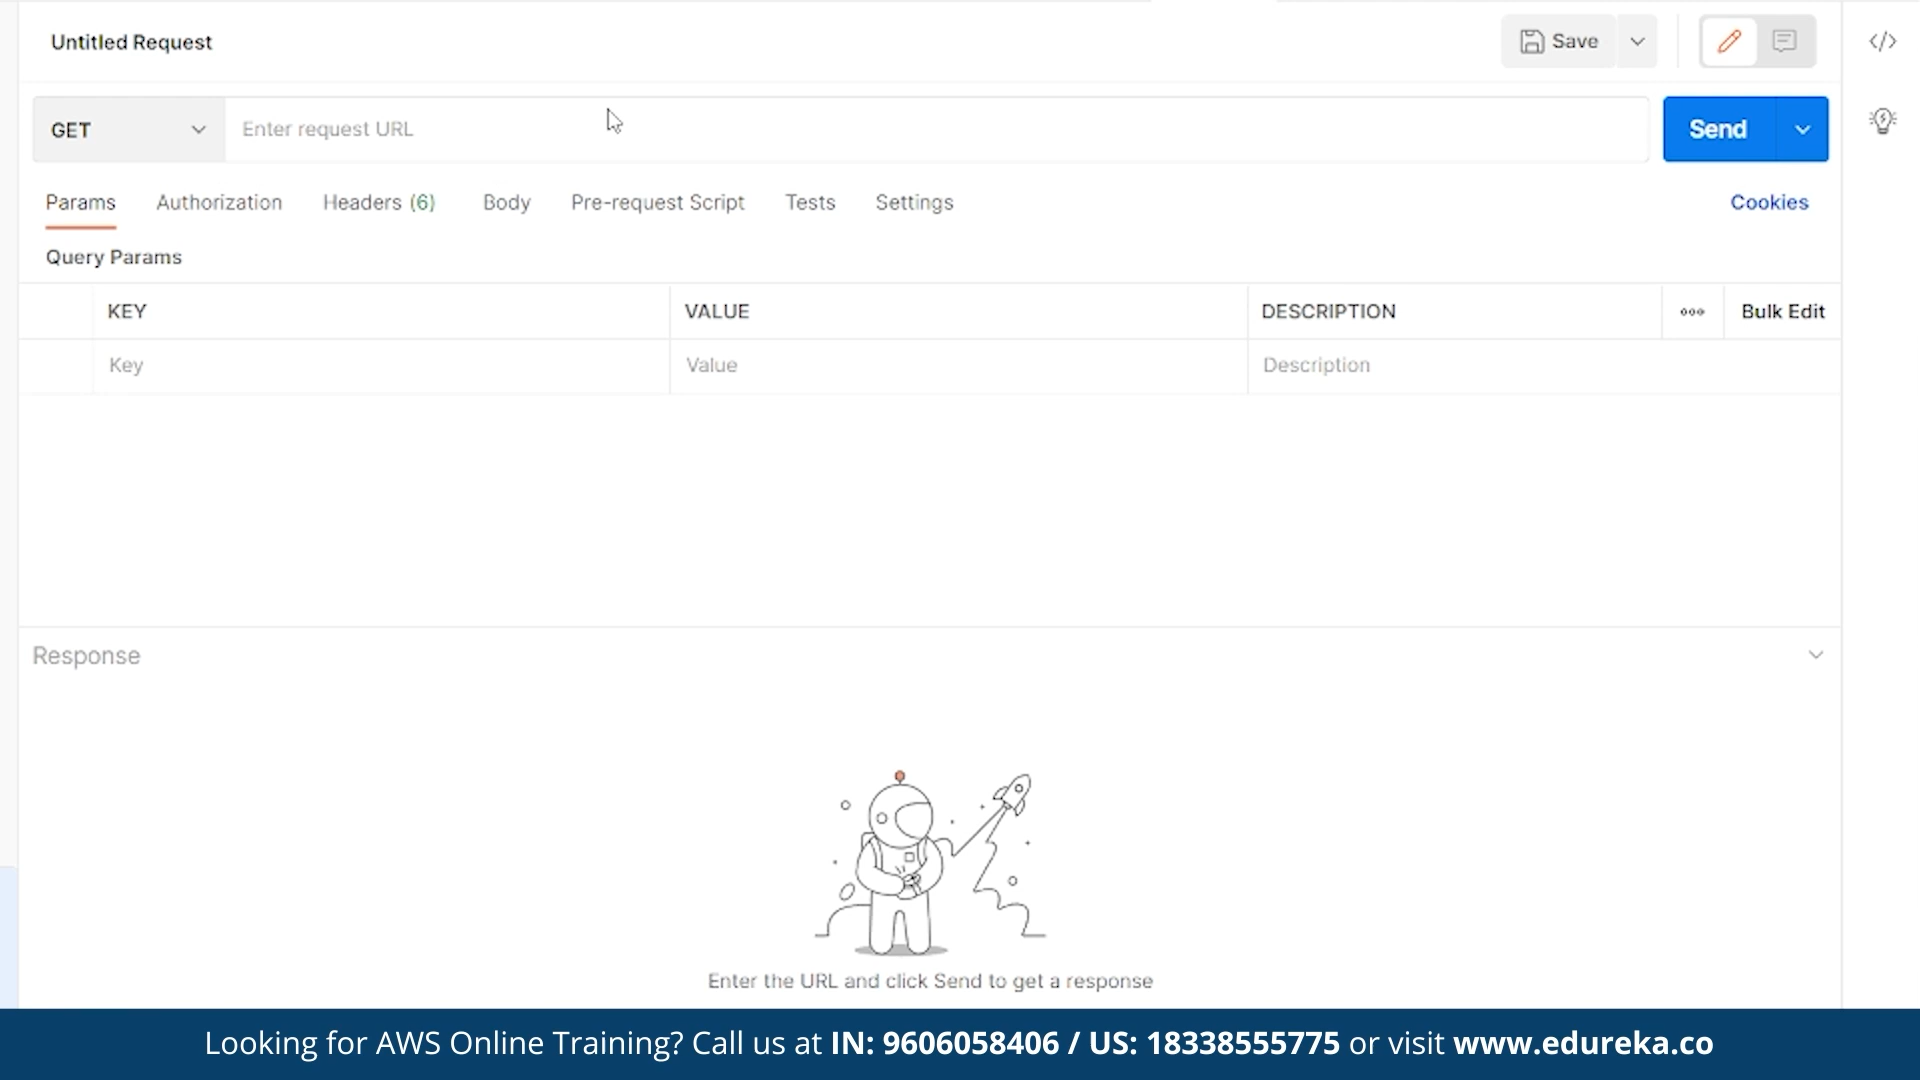 Untitled Request
Save
GET
Enter request URL
Send
Params Authorization Headers (6) Body Pre-request Script Tests Settings Cookies
Query Params
KEY VALUE DESCRIPTION Bulk Edit
Key Value Description
Response
Enter the URL and click Send to get a response
Looking for AWS Online Training? Call us at IN: 9606058406 / US: 18338555775 or visit www.edureka.co